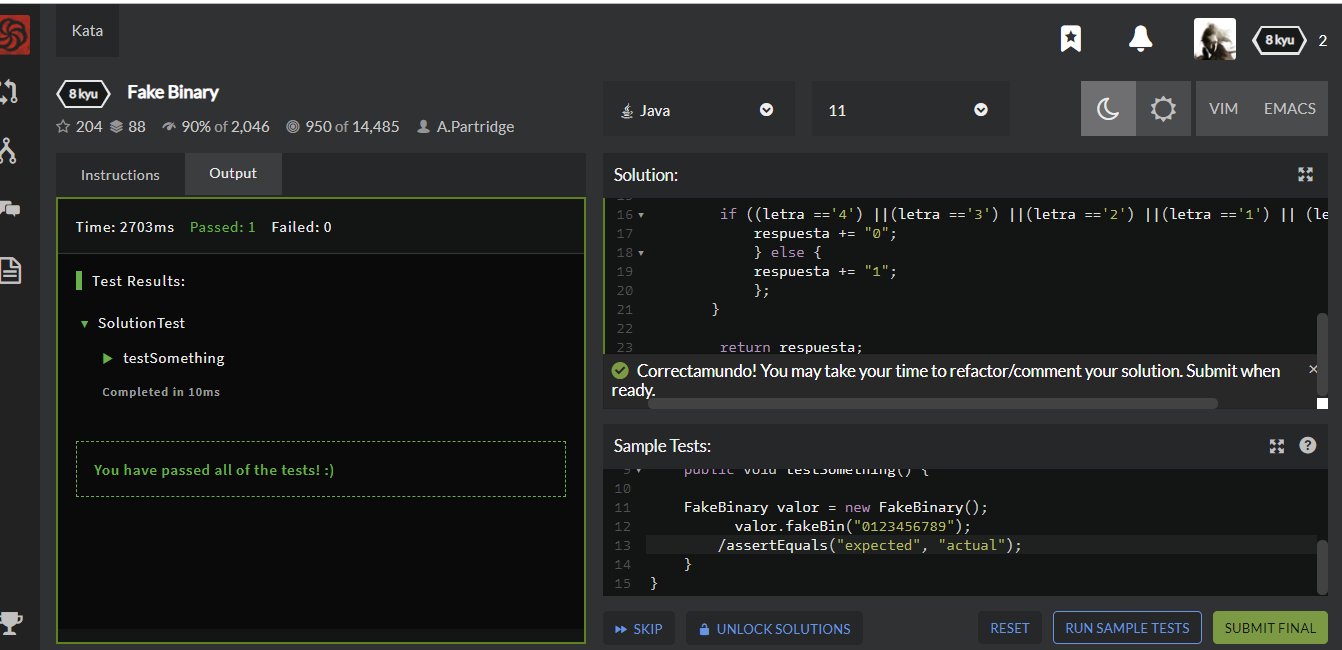 Kata
8 kyu
2
8 kyu Fake Binary
204 88 90% of 2,046 950 of 14,485 A.Partridge
Java
11
VIM EMACS
Instructions Output
Time: 2703ms Passed: 1 Failed: 0
Test Results:
SolutionTest
testSomething
Completed in 10ms
You have passed all of the tests! :)
Solution:
16 if ((letra =='4') ||(letra =='3') ||(letra =='2') ||(letra =='1') || (le
17 respuesta += "0";
18 } else {
19 respuesta += "1";
20 };
21 }
22
23 return respuesta;
Correctamundo! You may take your time to refactor/comment your solution. Submit when
ready.
Sample Tests:
9 public void testSomething() {
10
11 FakeBinary valor = new FakeBinary();
12 valor.fakeBin("0123456789");
13 /assertEquals("expected", "actual");
14 }
15 }
SKIP UNLOCK SOLUTIONS RESET RUN SAMPLE TESTS SUBMIT FINAL